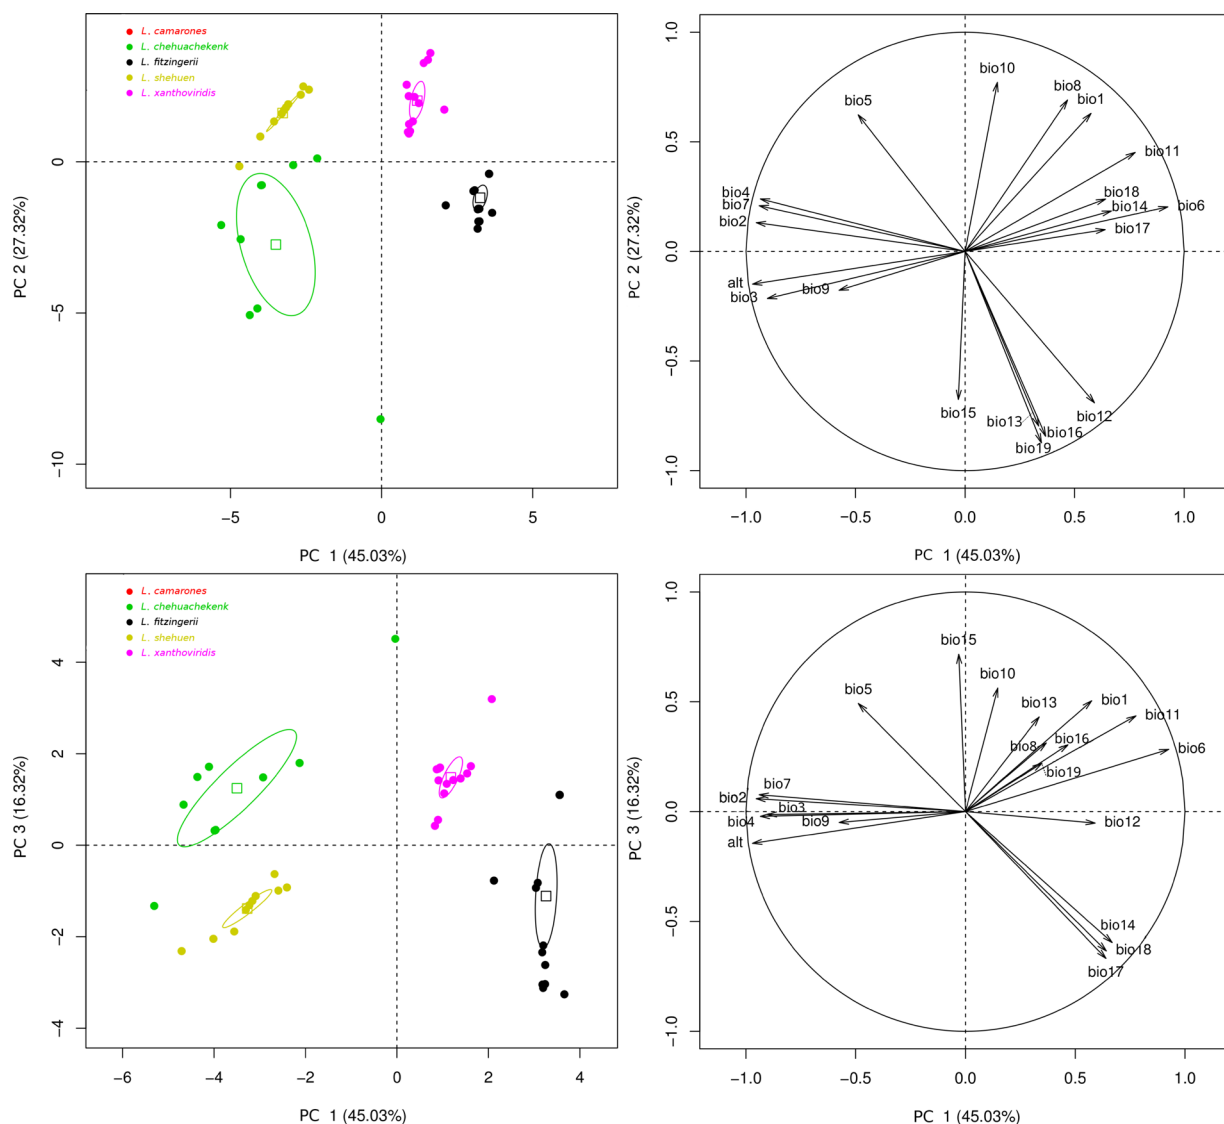 L. camarones
L. chehuachekenk
L. fitzingerii
L. shehuen
L. xanthoviridis
0
−5
−10
PC 2 (27.32%)
−5
0
5
PC 1 (45.03%)
1.0
0.5
0.0
−0.5
−1.0
PC 2 (27.32%)
bio10
bio8
bio1
bio5
bio11
bio4
bio7
bio2
bio18
bio14
bio6
bio17
alt
bio3
bio9
bio15
bio13
bio12
bio16
bio19
−1.0
−0.5
0.0
0.5
1.0
PC 1 (45.03%)
L. camarones
L. chehuachekenk
L. fitzingerii
L. shehuen
L. xanthoviridis
4
2
0
−2
−4
PC 3 (16.32%)
−6
−4
−2
0
2
4
PC 1 (45.03%)
1.0
0.5
0.0
−0.5
−1.0
PC 3 (16.32%)
bio15
bio10
bio5
bio13
bio1
bio11
bio8
bio16
bio6
bio19
bio7
bio2
bio3
bio4
bio9
bio12
alt
bio14
bio18
bio17
−1.0
−0.5
0.0
0.5
1.0
PC 1 (45.03%)